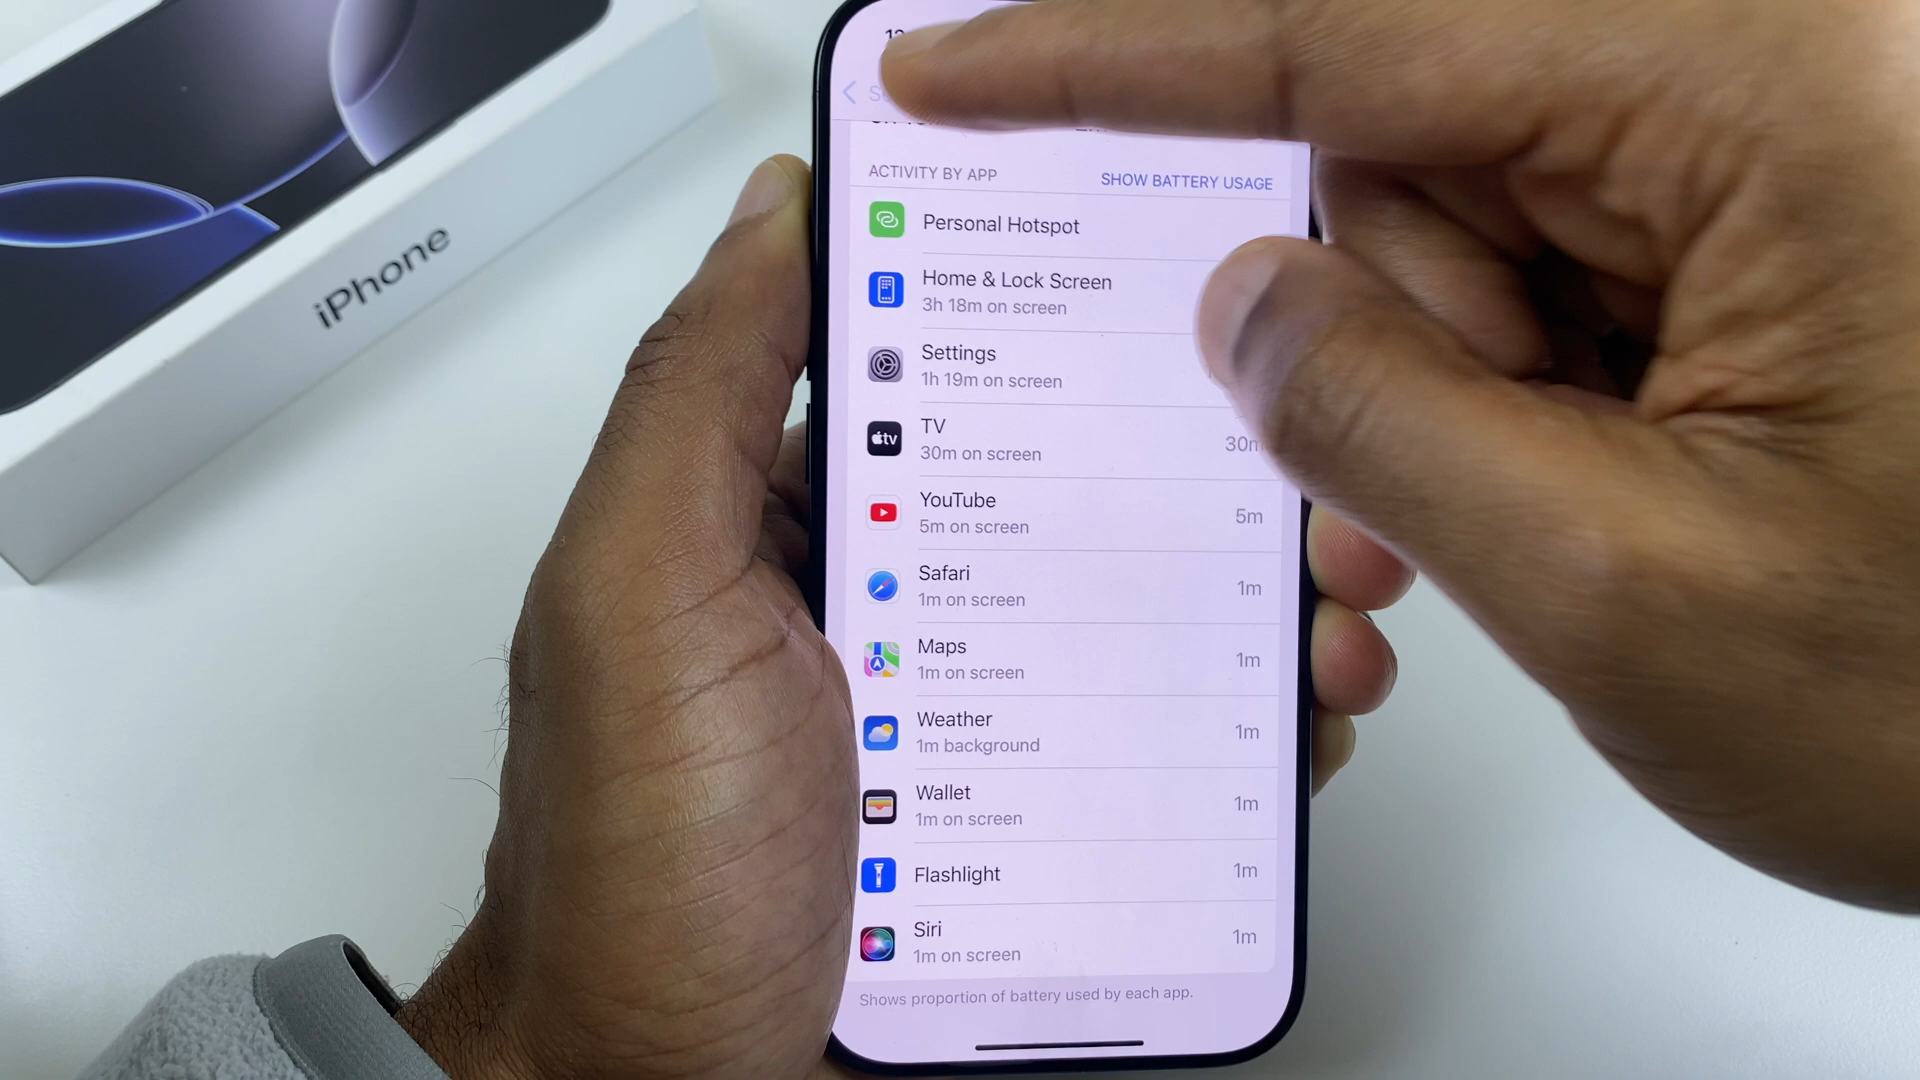 iPhone
ACTIVITY BY APP
SHOW BATTERY USAGE
Personal Hotspot
Home & Lock Screen
3h 18m on screen
Settings
1h 19m on screen
TV
tv
30m on screen
30m
YouTube
5m on screen
5m
Safari
1m on screen
1m
Maps
1m on screen
1m
Weather
1m background
1m
Wallet
1m on screen
1m
Flashlight
1m
Siri
1m on screen
1m
Shows proportion of battery used by each app.